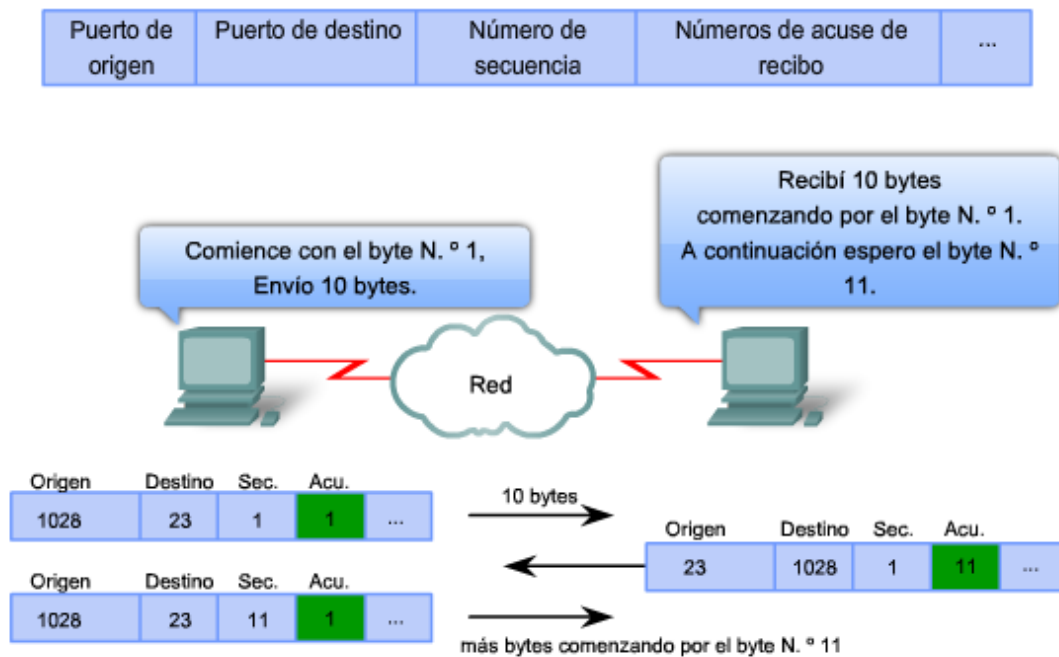 Puerto de
origen
Puerto de destino
Número de
secuencia
Números de acuse de
recibo
...
Comience con el byte N. º 1,
Envío 10 bytes.
Recibí 10 bytes
comenzando por el byte N. º 1.
A continuación espero el byte N. º
11.
Red
Origen Destino Sec. Acu.
1028 23 1 1 ...
10 bytes
Origen Destino Sec. Acu.
23 1028 1 11 ...
Origen Destino Sec. Acu.
1028 23 11 1 ...
más bytes comenzando por el byte N. º 11